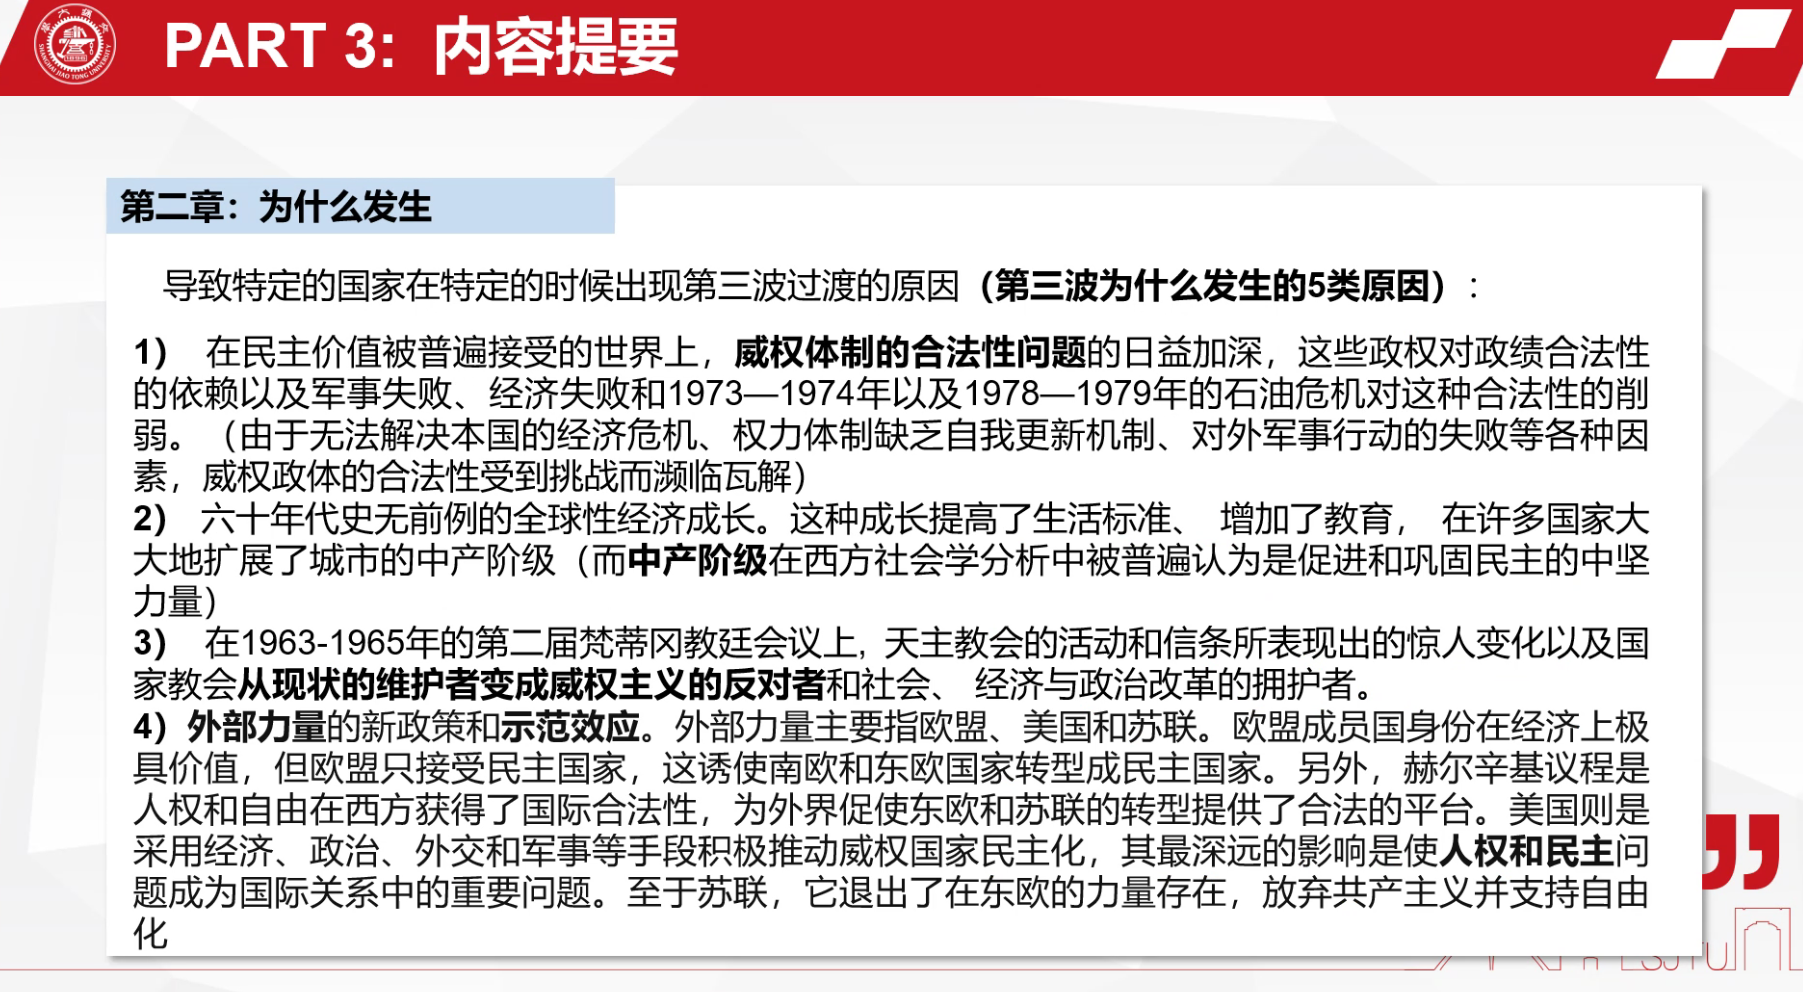 PART 3：内容提要
第二章：为什么发生
导致特定的国家在特定的时候出现第三波过渡的原因（第三波为什么发生的5类原因）：
1） 在民主价值被普遍接受的世界上，威权体制的合法性问题的日益加深，这些政权对政绩合法性
的依赖以及军事失败、经济失败和1973—1974年以及1978—1979年的石油危机对这种合法性的削
弱。（由于无法解决本国的经济危机、权力体制缺乏自我更新机制、对外军事行动的失败等各种因
素，威权政体的合法性受到挑战而濒临瓦解）
2） 六十年代史无前例的全球性经济成长。这种成长提高了生活标准、 增加了教育， 在许多国家大
大地扩展了城市的中产阶级（而中产阶级在西方社会学分析中被普遍认为是促进和巩固民主的中坚
力量）
3） 在1963-1965年的第二届梵蒂冈教廷会议上, 天主教会的活动和信条所表现出的惊人变化以及国
家教会从现状的维护者变成威权主义的反对者和社会、 经济与政治改革的拥护者。
4）外部力量的新政策和示范效应。外部力量主要指欧盟、美国和苏联。欧盟成员国身份在经济上极
具价值，但欧盟只接受民主国家，这诱使南欧和东欧国家转型成民主国家。另外，赫尔辛基议程是
人权和自由在西方获得了国际合法性，为外界促使东欧和苏联的转型提供了合法的平台。美国则是
采用经济、政治、外交和军事等手段积极推动威权国家民主化，其最深远的影响是使人权和民主问
题成为国际关系中的重要问题。至于苏联，它退出了在东欧的力量存在，放弃共产主义并支持自由
化
SHANGHAI JIAO TONG UNIVERSITY
SJTU